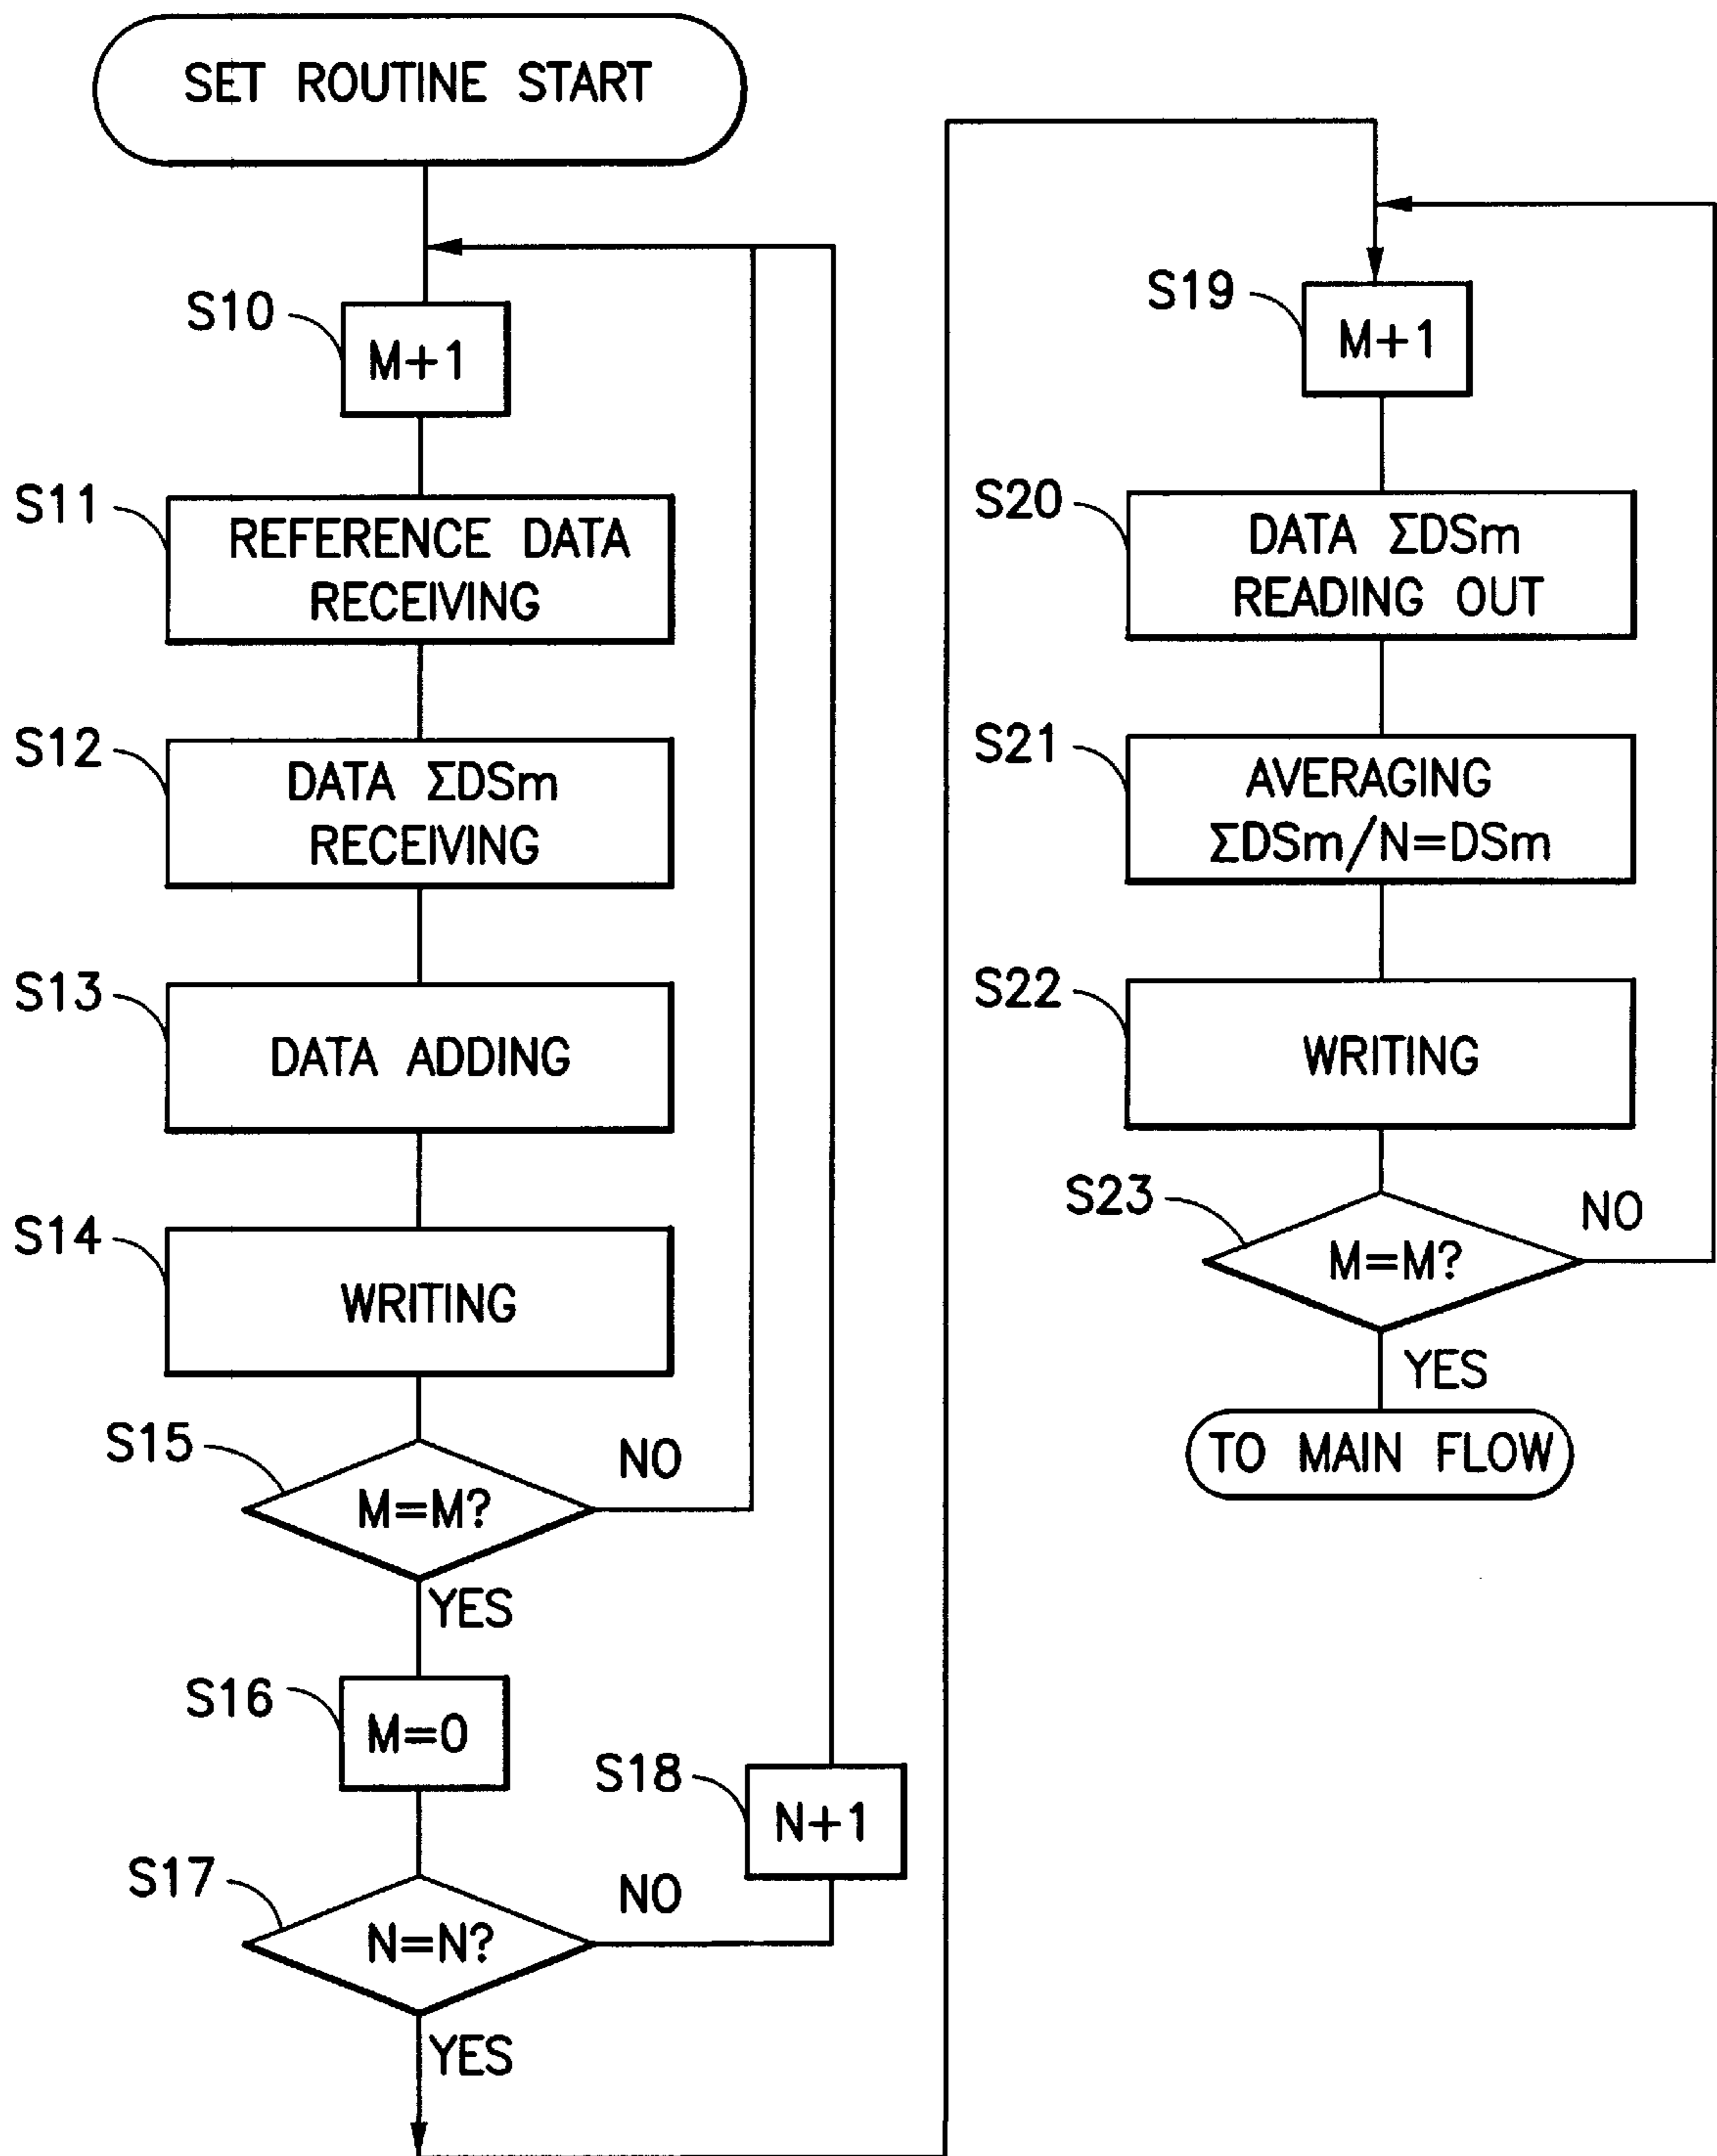 SET ROUTINE START
S10
M+1
S11
REFERENCE DATA
RECEIVING
S12
DATA ΣDSm
RECEIVING
S13
DATA ADDING
S14
WRITING
S15
M=M?
NO
YES
S16
M=0
S17
N=N?
NO
YES
S18
N+1
S19
M+1
S20
DATA ΣDSm
READING OUT
S21
AVERAGING
ΣDSm/N=DSm
S22
WRITING
S23
M=M?
NO
YES
TO MAIN FLOW